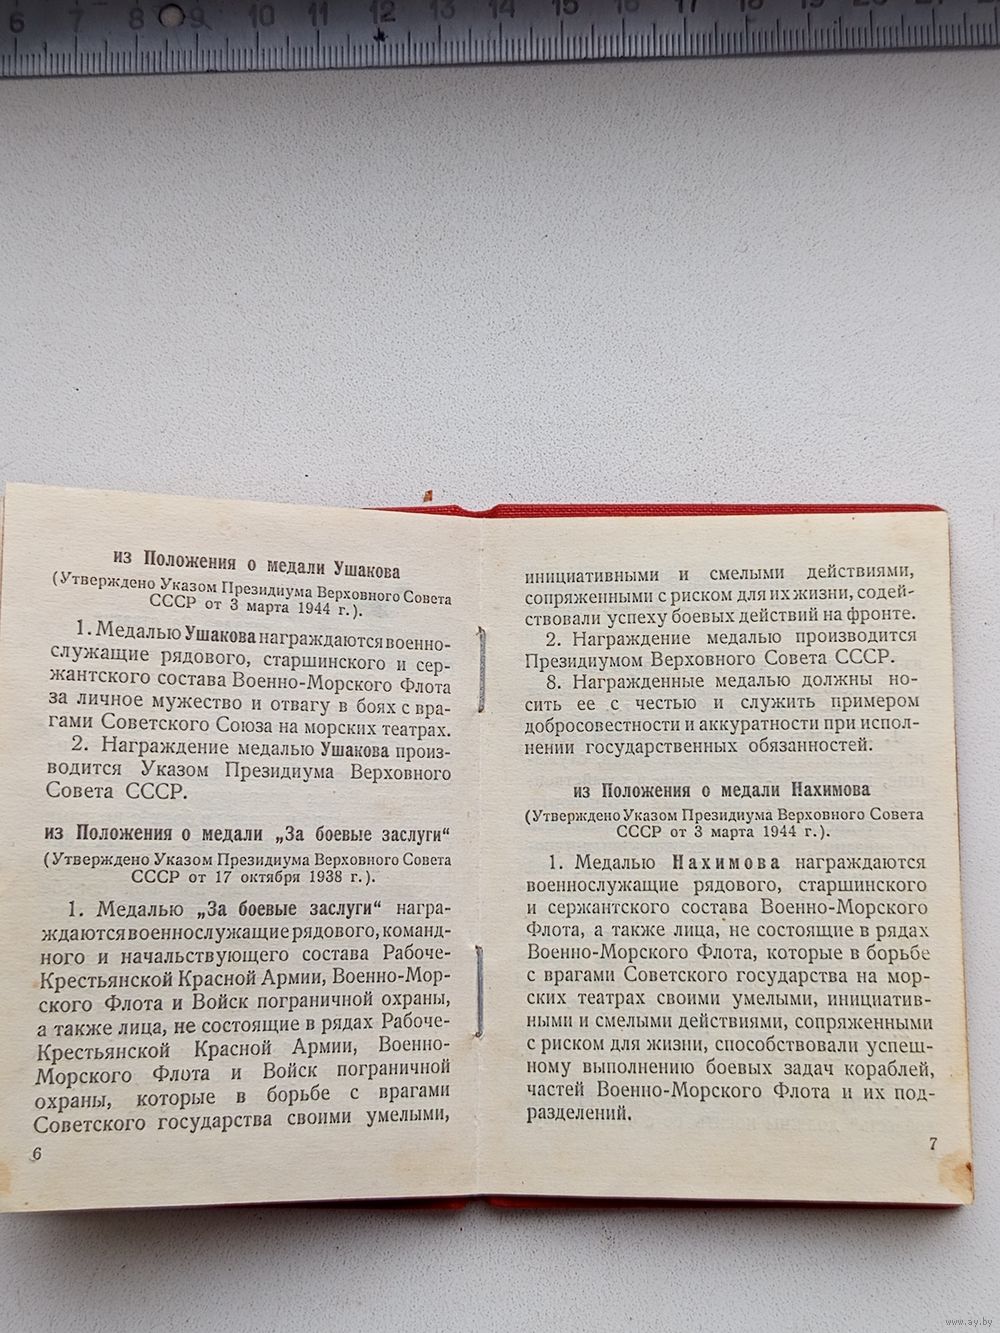 6 7 8 9 10 11 12 13 14 15 16 17 18 19 20 21
из Положения о медали Ушакова
(Утверждено Указом Президиума Верховного Совета
СССР от 3 марта 1944 г.).
1. Медалью Ушакова награждаются военно-
служащие рядового, старшинского и сер-
жантского состава Военно-Морского Флота
за личное мужество и отвагу в боях с вра-
гами Советского Союза на морских театрах.
2. Награждение медалью Ушакова произ-
водится Указом Президиума Верховного
Совета СССР.
из Положения о медали „За боевые заслуги“
(Утверждено Указом Президиума Верховного Совета
СССР от 17 октября 1938 г.).
1. Медалью „За боевые заслуги“ награ-
ждаются военнослужащие рядового, команд-
ного и начальствующего состава Рабоче-
Крестьянской Красной Армии, Военно-Мор-
ского Флота и Войск пограничной охраны,
а также лица, не состоящие в рядах Рабоче-
Крестьянской Красной Армии, Военно-
Морского Флота и Войск пограничной
охраны, которые в борьбе с врагами
Советского государства своими умелыми,
6
инициативными и смелыми действиями,
сопряженными с риском для их жизни, содей-
ствовали успеху боевых действий на фронте.
2. Награждение медалью производится
Президиумом Верховного Совета СССР.
8. Награжденные медалью должны но-
сить ее с честью и служить примером
добросовестности и аккуратности при испол-
нении государственных обязанностей.
из Положения о медали Нахимова
(Утверждено Указом Президиума Верховного Совета
СССР от 3 марта 1944 г.).
1. Медалью Нахимова награждаются
военнослужащие рядового, старшинского
и сержантского состава Военно-Морского
Флота, а также лица, не состоящие в рядах
Военно-Морского Флота, которые в борьбе
с врагами Советского государства на мор-
ских театрах своими умелыми, инициатив-
ными и смелыми действиями, сопряженными
с риском для жизни, способствовали успеш-
ному выполнению боевых задач кораблей,
частей Военно-Морского Флота и их под-
разделений.
7
www.ay.by